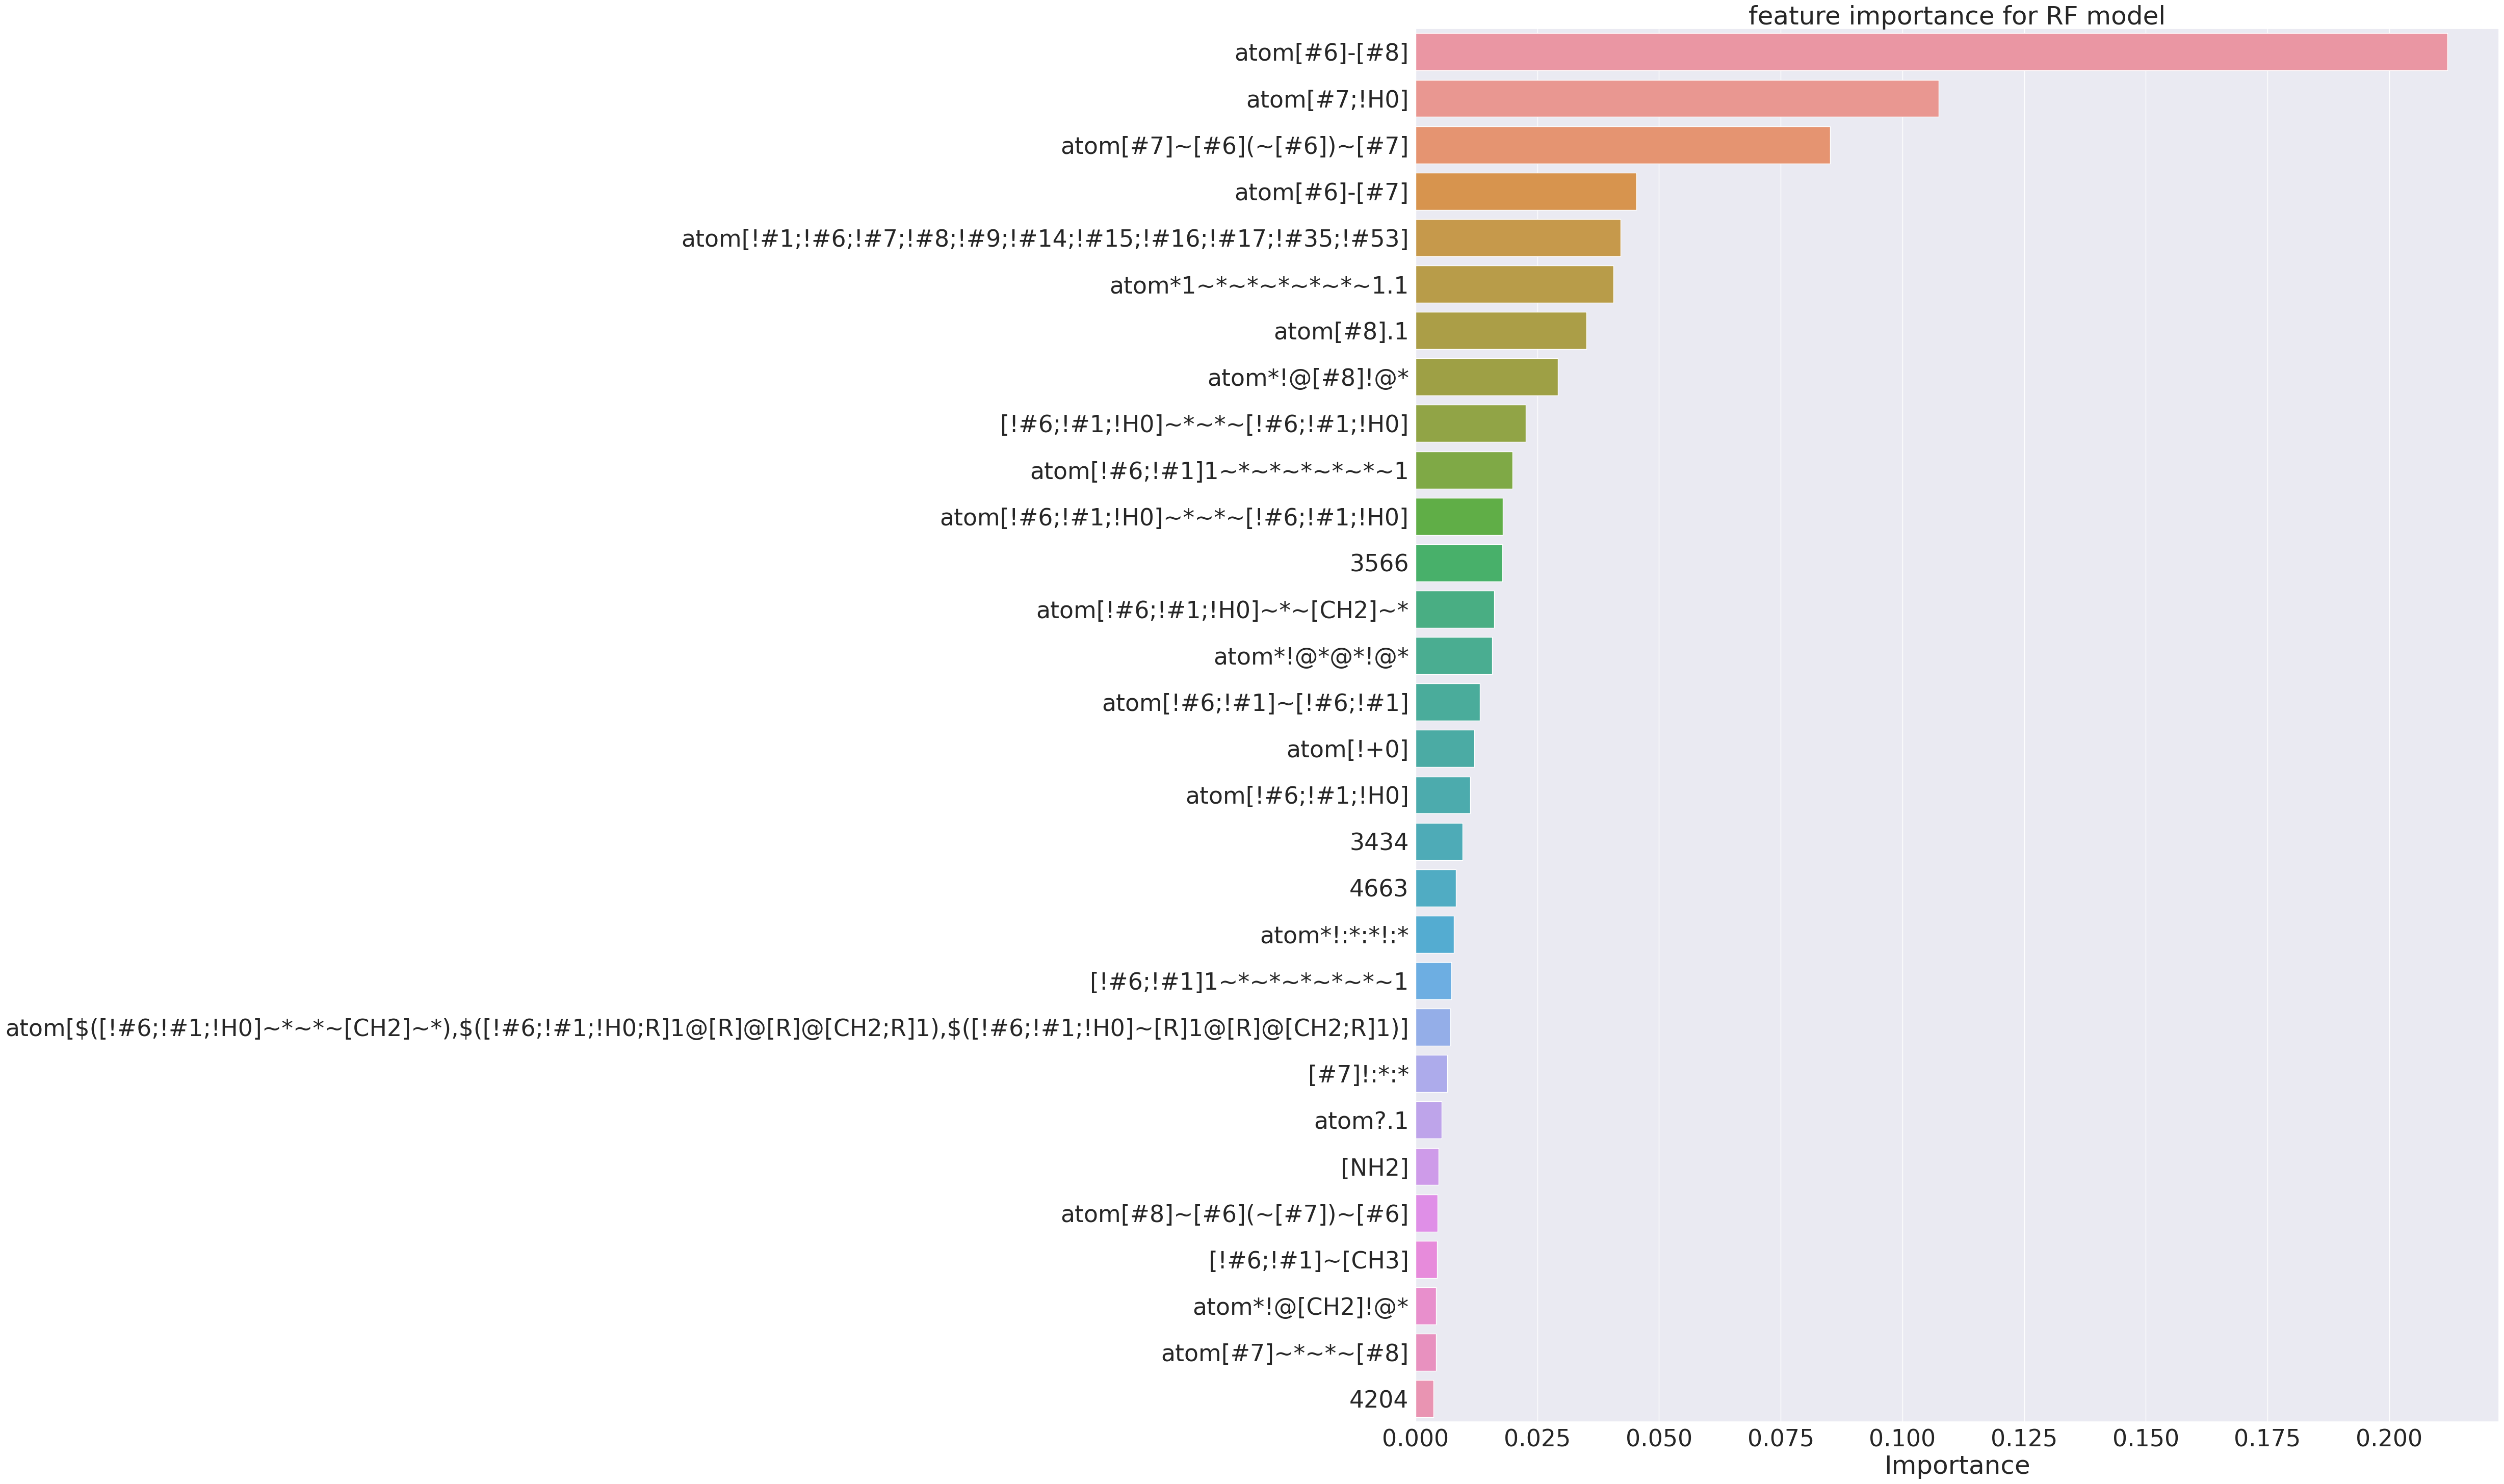 feature importance for RF model
atom[#6]-[#8]
atom[#7;!H0]
atom[#7]~[#6](~[#6])~[#7]
atom[#6]-[#7]
atom[!#1;!#6;!#7;!#8;!#9;!#14;!#15;!#16;!#17;!#35;!#53]
atom*1~*~*~*~*~*~1.1
atom[#8].1
atom*!@[#8]!@*
[!#6;!#1;!H0]~*~*~[!#6;!#1;!H0]
atom[!#6;!#1]1~*~*~*~*~*~1
atom[!#6;!#1;!H0]~*~*~[!#6;!#1;!H0]
3566
atom[!#6;!#1;!H0]~*~[CH2]~*
atom*!@*@*!@*
atom[!#6;!#1]~[!#6;!#1]
atom[!+0]
atom[!#6;!#1;!H0]
3434
4663
atom*!:*:*!:*
[!#6;!#1]1~*~*~*~*~*~1
atom[$([!#6;!#1;!H0]~*~*~[CH2]~*),$([!#6;!#1;!H0;R]1@[R]@[R]@[CH2;R]1),$([!#6;!#1;!H0]~[R]1@[R]@[CH2;R]1)]
[#7]!:*:*
atom?.1
[NH2]
atom[#8]~[#6](~[#7])~[#6]
[!#6;!#1]~[CH3]
atom*!@[CH2]!@*
atom[#7]~*~*~[#8]
4204
0.000 0.025 0.050 0.075 0.100 0.125 0.150 0.175 0.200
Importance